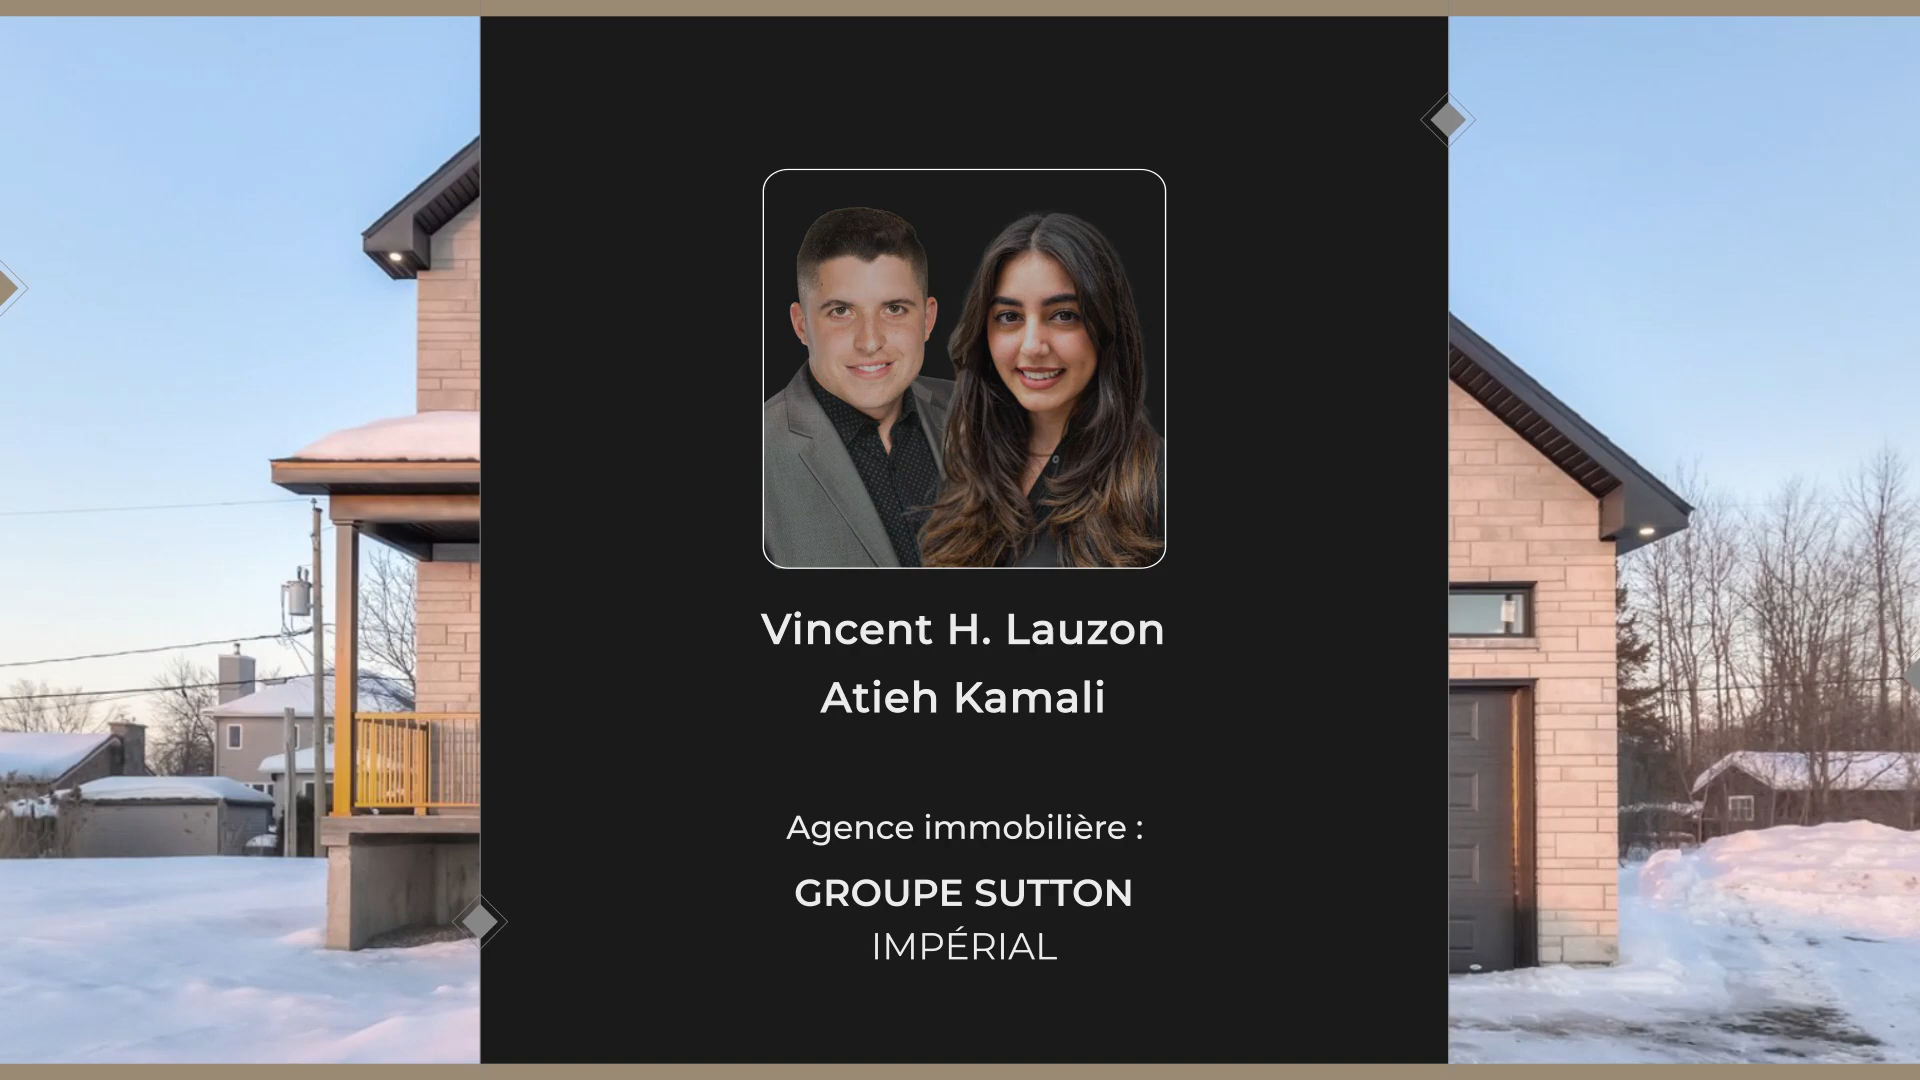 Vincent H. Lauzon
Atieh Kamali
Agence immobilière :
GROUPE SUTTON
IMPÉRIAL